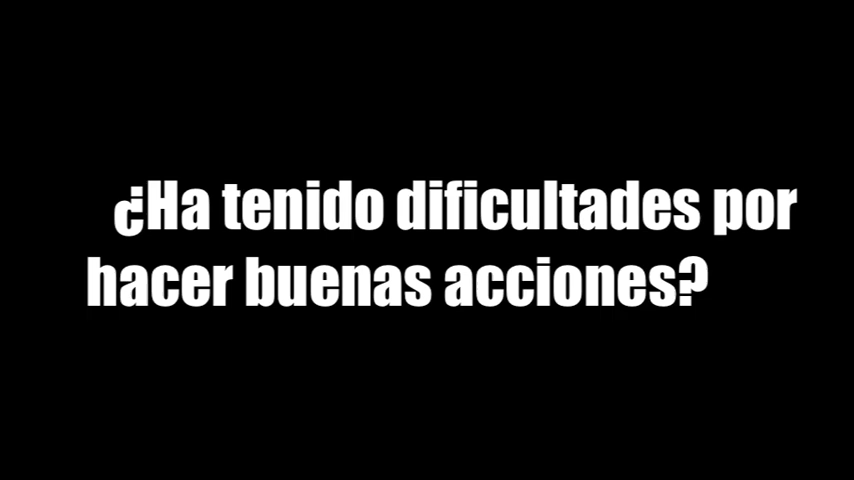 ¿Ha tenido dificultades por
hacer buenas acciones?